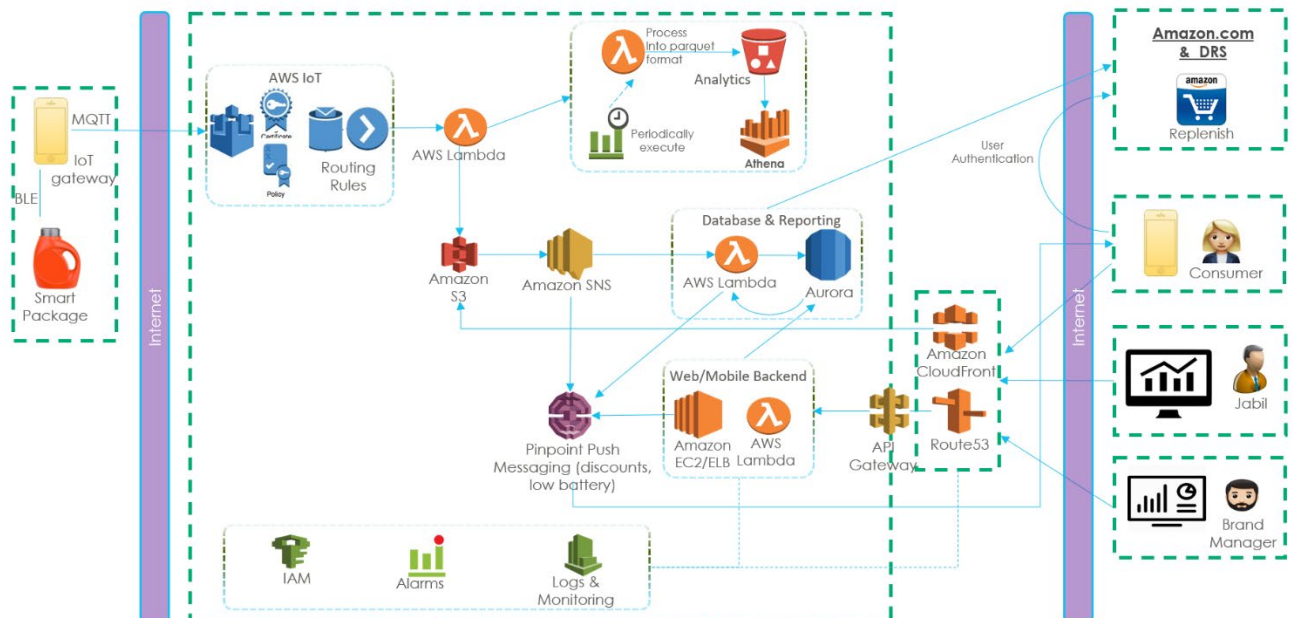 MQTT
IoT
gateway
BLE
Smart
Package
Internet
AWS IoT
Certificate
Policy
Routing
Rules
AWS Lambda
Process
Into parquet
format
Analytics
Periodically
execute
Athena
Amazon
S3
Amazon SNS
Database & Reporting
AWS Lambda
Aurora
Pinpoint Push
Messaging (discounts,
low battery)
Web/Mobile Backend
Amazon
EC2/ELB
AWS
Lambda
API
Gateway
Amazon
CloudFront
Route53
IAM
Alarms
Logs &
Monitoring
Internet
User
Authentication
Amazon.com
& DRS
amazon
Replenish
Consumer
Jabil
Brand
Manager